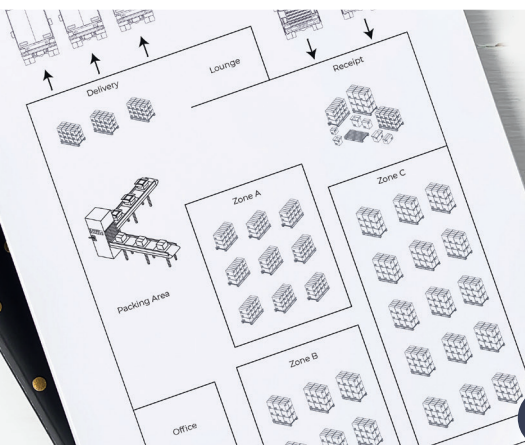 Delivery
Lounge
Receipt
Zone A
Zone C
Packing Area
Zone B
Office